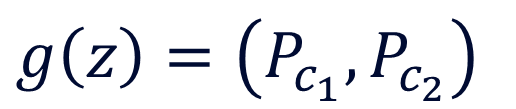 g(z) = (P_{c_1}, P_{c_2})